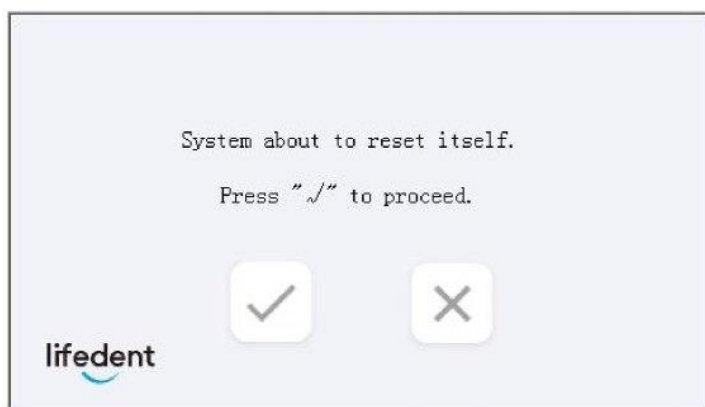 System about to reset itself.
Press "√" to proceed.
lifedent